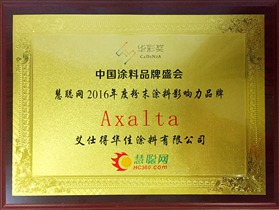 华彩奖
中国涂料品牌盛会
慧聪网2016年度粉末涂料影响力品牌
Axalta
艾仕得华佳涂料有限公司
慧聪网
HC360.com